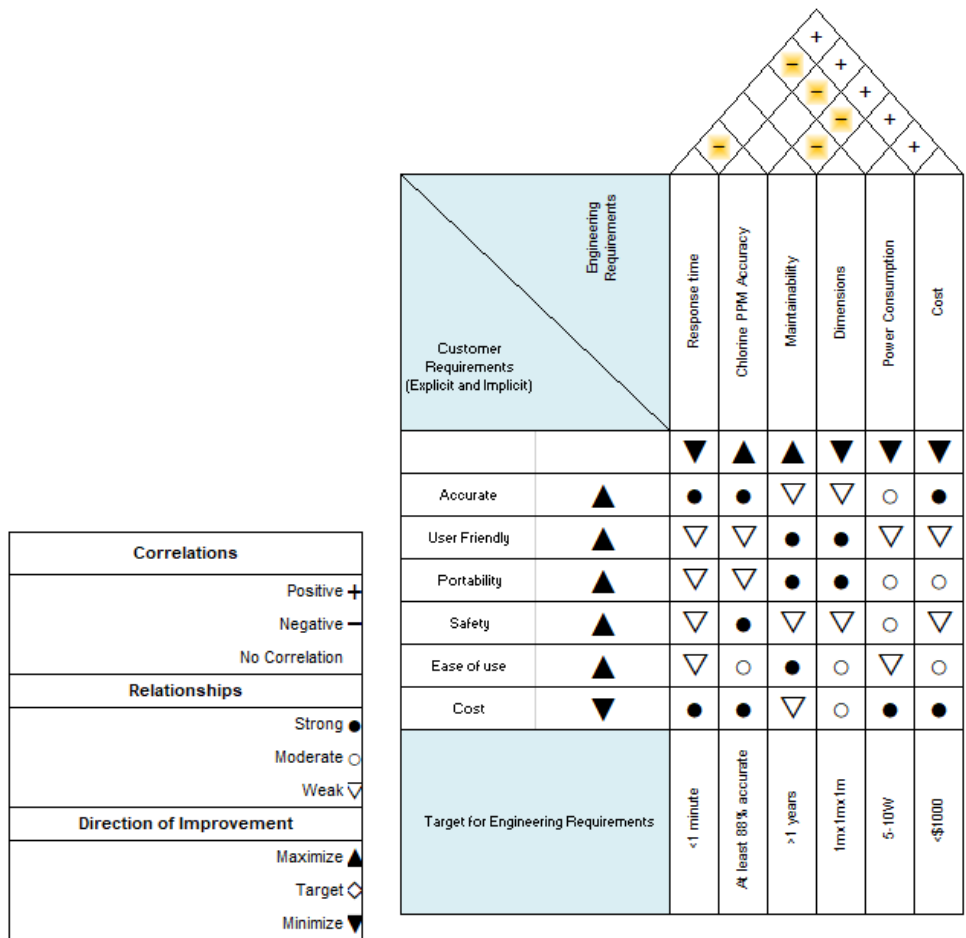 +
− +
− +
− +
− − +
Engineering
Requirements
Customer
Requirements
(Explicit and Implicit)
Response time
Chlorine PPM Accuracy
Maintainability
Dimensions
Power Consumption
Cost
▼ ▲ ▲ ▼ ▼ ▼
Accurate ▲ ● ● ▽ ▽ ○ ●
User Friendly ▲ ▽ ▽ ● ● ▽ ▽
Portability ▲ ▽ ▽ ● ● ○ ○
Safety ▲ ▽ ● ▽ ▽ ○ ▽
Ease of use ▲ ▽ ○ ● ○ ▽ ○
Cost ▼ ● ● ▽ ○ ● ●
Target for Engineering Requirements
<1 minute
At least 88% accurate
>1 years
1mx1mx1m
5-10W
<$1000
Correlations
Positive +
Negative −
No Correlation
Relationships
Strong ●
Moderate ○
Weak ▽
Direction of Improvement
Maximize ▲
Target ◇
Minimize ▼